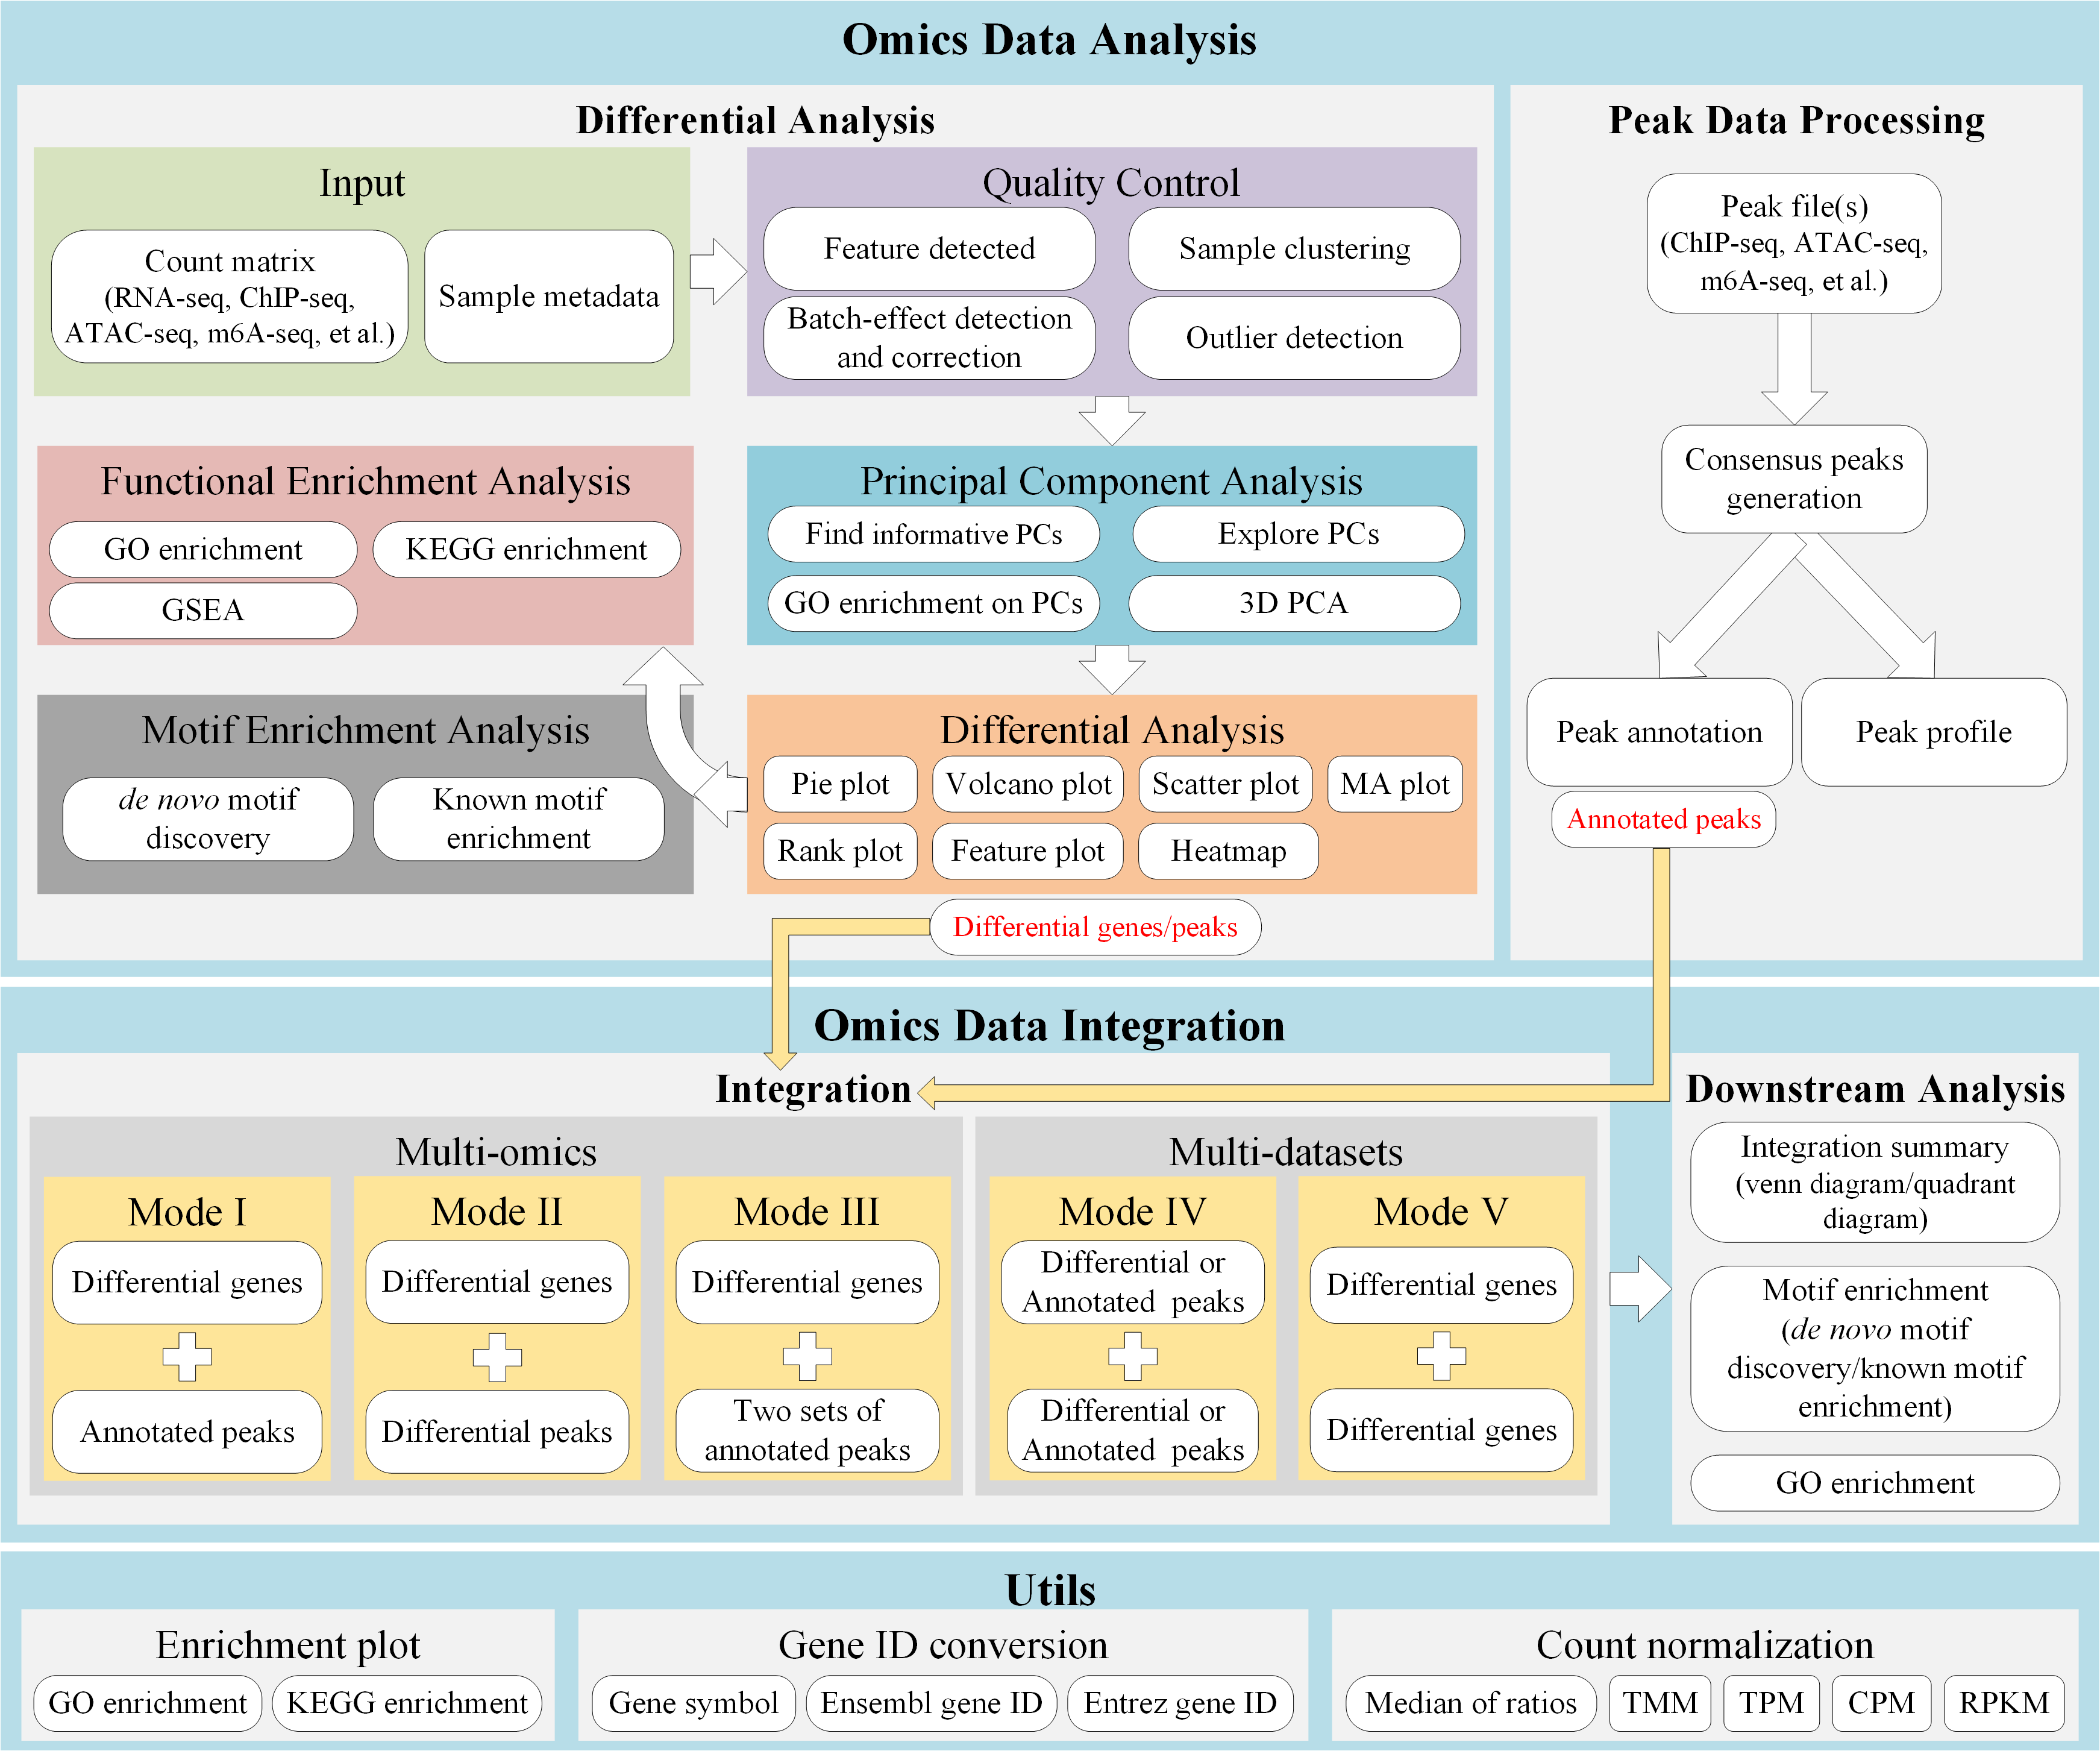 Omics Data Analysis
Differential Analysis
Input
Count matrix
(RNA-seq, ChIP-seq,
ATAC-seq, m6A-seq, et al.)
Sample metadata
Quality Control
Feature detected
Sample clustering
Batch-effect detection
and correction
Outlier detection
Functional Enrichment Analysis
GO enrichment
KEGG enrichment
GSEA
Principal Component Analysis
Find informative PCs
Explore PCs
GO enrichment on PCs
3D PCA
Motif Enrichment Analysis
de novo motif
discovery
Known motif
enrichment
Differential Analysis
Pie plot
Volcano plot
Scatter plot
MA plot
Rank plot
Feature plot
Heatmap
Differential genes/peaks
Peak Data Processing
Peak file(s)
(ChIP-seq, ATAC-seq,
m6A-seq, et al.)
Consensus peaks
generation
Peak annotation
Peak profile
Annotated peaks
Omics Data Integration
Integration
Multi-omics
Mode I
Differential genes
Annotated peaks
Mode II
Differential genes
Differential peaks
Mode III
Differential genes
Two sets of
annotated peaks
Multi-datasets
Mode IV
Differential or
Annotated peaks
Differential or
Annotated peaks
Mode V
Differential genes
Differential genes
Downstream Analysis
Integration summary
(venn diagram/quadrant
diagram)
Motif enrichment
(de novo motif
discovery/known motif
enrichment)
GO enrichment
Utils
Enrichment plot
GO enrichment
KEGG enrichment
Gene ID conversion
Gene symbol
Ensembl gene ID
Entrez gene ID
Count normalization
Median of ratios
TMM
TPM
CPM
RPKM